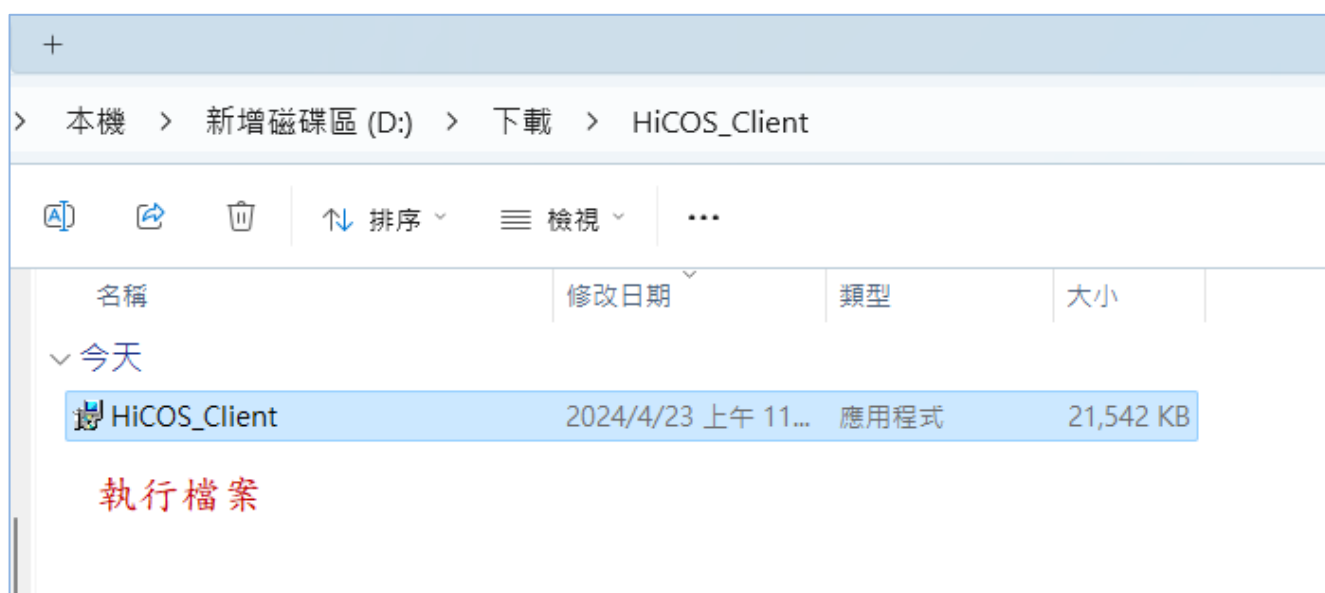 本機 > 新增磁碟區 (D:) > 下載 > HiCOS_Client
排序 檢視 ...
名稱 修改日期 類型 大小
今天
HiCOS_Client 2024/4/23 上午 11... 應用程式 21,542 KB
執行檔案